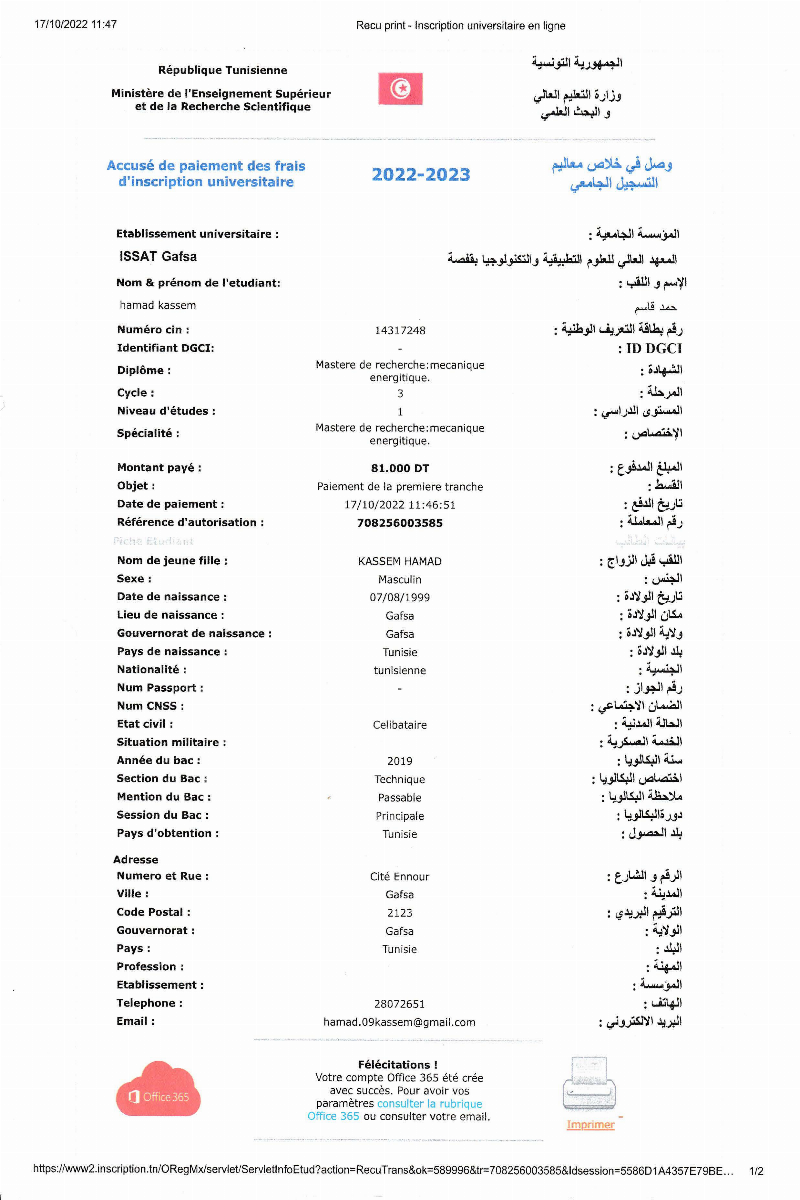 17/10/2022 11:47 Recu print - Inscription universitaire en ligne
République Tunisienne الجمهورية التونسية
Ministère de l'Enseignement Supérieur وزارة التعليم العالي
et de la Recherche Scientifique و البحث العلمي
Accusé de paiement des frais 2022-2023 وصل في خلاص معاليم
d'inscription universitaire التسجيل الجامعي
Etablissement universitaire : المؤسسة الجامعية :
ISSAT Gafsa المعهد العالي للعلوم التطبيقية والتكنولوجيا بقفصة
Nom & prénom de l'etudiant: الإسم و اللقب :
hamad kassem حمد قاسم
Numéro cin : 14317248 رقم بطاقة التعريف الوطنية :
Identifiant DGCI: - ID DGCI :
Diplôme : Mastere de recherche:mecanique energitique. الشهادة :
Cycle : 3 المرحلة :
Niveau d'études : 1 المستوى الدراسي :
Spécialité : Mastere de recherche:mecanique energitique. الإختصاص :
Montant payé : 81.000 DT المبلغ المدفوع :
Objet : Paiement de la premiere tranche القسط :
Date de paiement : 17/10/2022 11:46:51 تاريخ الدفع :
Référence d'autorisation : 708256003585 رقم المعاملة :
Fiche Etudiant بيانات الطالب
Nom de jeune fille : KASSEM HAMAD اللقب قبل الزواج :
Sexe : Masculin الجنس :
Date de naissance : 07/08/1999 تاريخ الولادة :
Lieu de naissance : Gafsa مكان الولادة :
Gouvernorat de naissance : Gafsa ولاية الولادة :
Pays de naissance : Tunisie بلد الولادة :
Nationalité : tunisienne الجنسية :
Num Passport : - رقم الجواز :
Num CNSS : الضمان الاجتماعي :
Etat civil : Celibataire الحالة المدنية :
Situation militaire : الخدمة العسكرية :
Année du bac : 2019 سنة البكالوريا :
Section du Bac : Technique اختصاص البكالوريا :
Mention du Bac : Passable ملاحظة البكالوريا :
Session du Bac : Principale دورةالبكالوريا :
Pays d'obtention : Tunisie بلد الحصول :
Adresse
Numero et Rue : Cité Ennour الرقم و الشارع :
Ville : Gafsa المدينة :
Code Postal : 2123 الترقيم البريدي :
Gouvernorat : Gafsa الولاية :
Pays : Tunisie البلد :
Profession : المهنة :
Etablissement : المؤسسة :
Telephone : 28072651 الهاتف :
Email : hamad.09kassem@gmail.com البريد الالكتروني :
Félécitations !
Votre compte Office 365 été crée
avec succès. Pour avoir vos
paramètres consulter la rubrique
Office 365 ou consulter votre email.
Office 365
Imprimer
https://www2.inscription.tn/ORegMx/servlet/ServletInfoEtud?action=RecuTrans&ok=589996&tr=708256003585&Idsession=5586D1A4357E79BE... 1/2